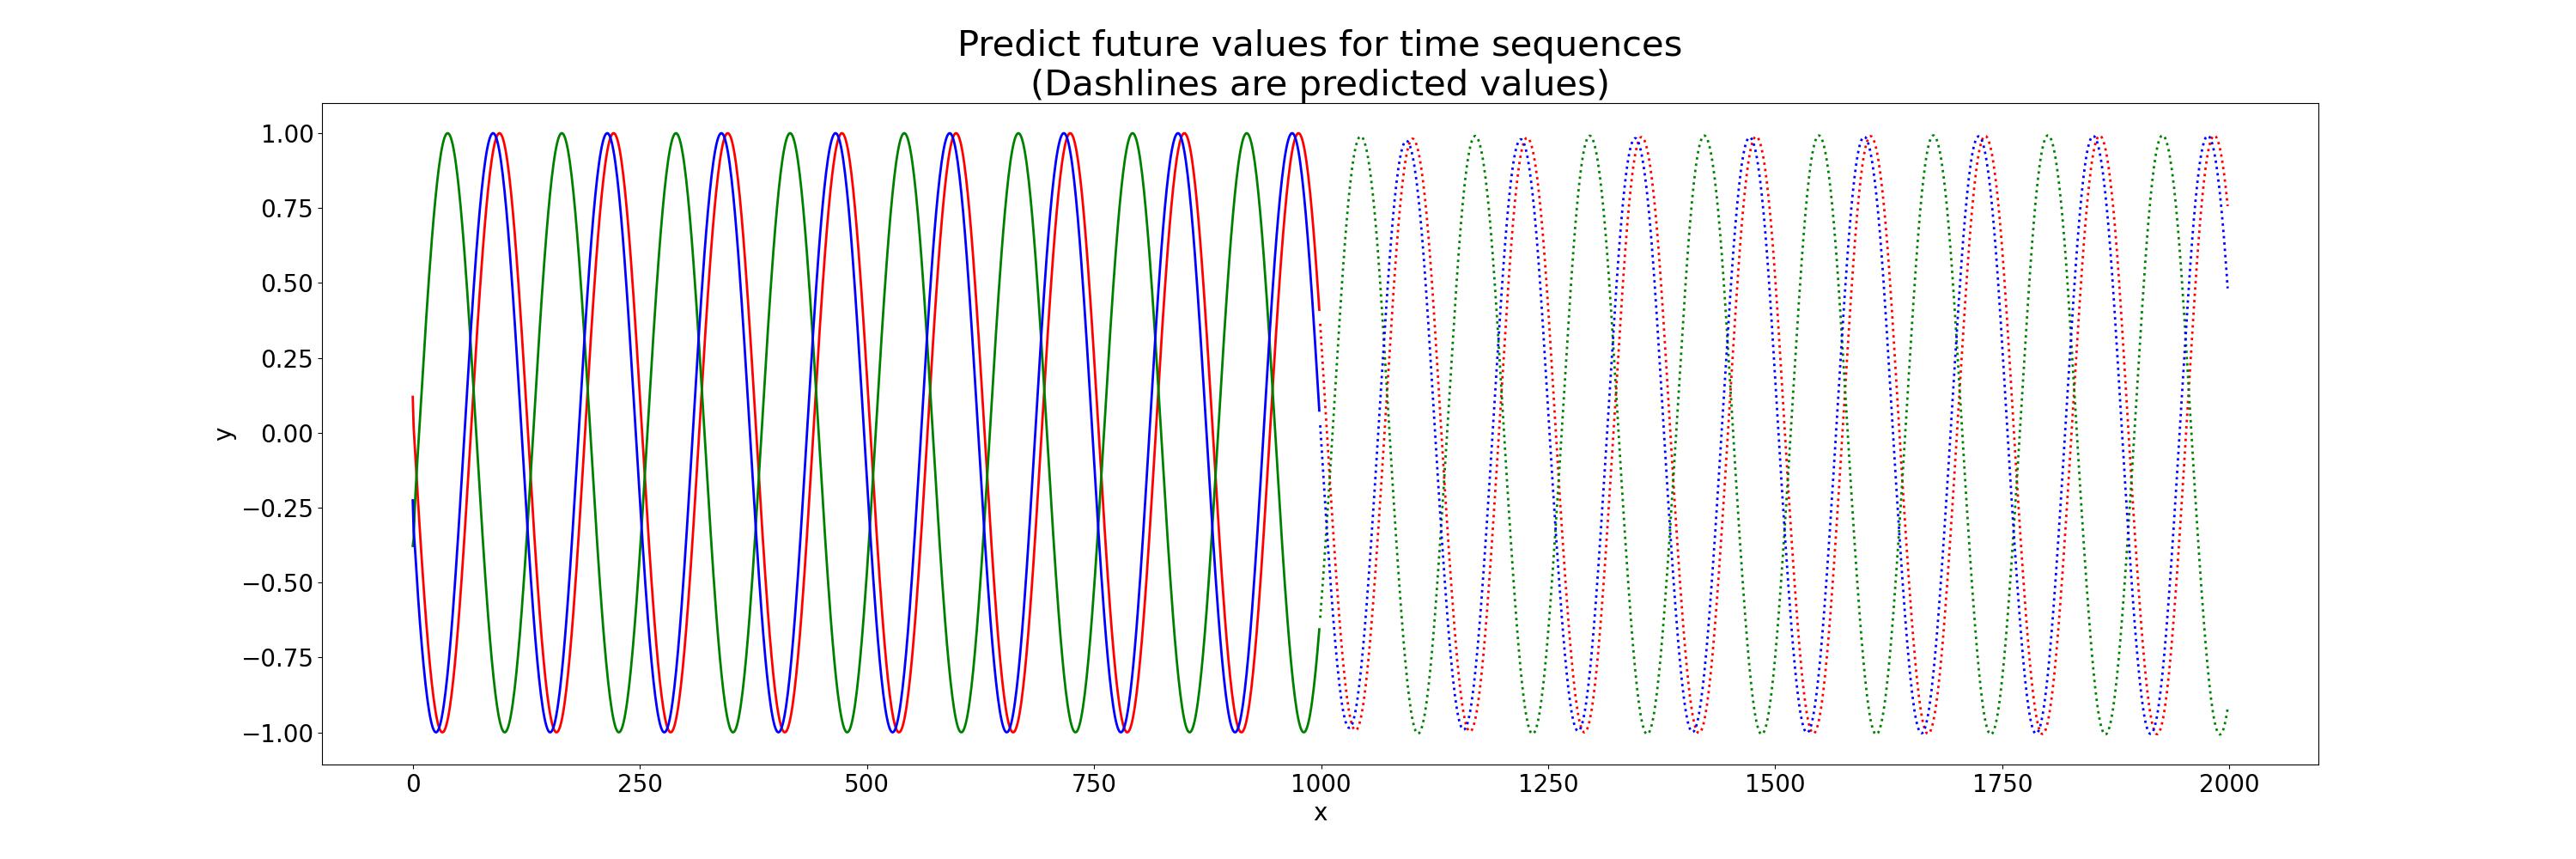 Predict future values for time sequences
(Dashlines are predicted values)
1.00
0.75
0.50
0.25
0.00
−0.25
−0.50
−0.75
−1.00
y
0 250 500 750 1000 1250 1500 1750 2000
x